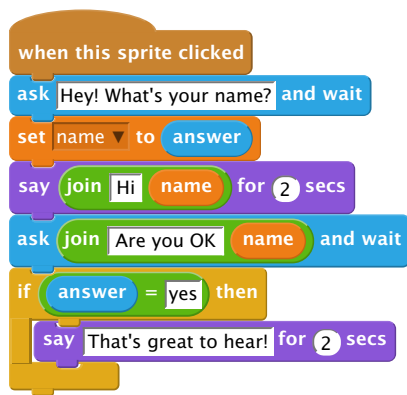 when this sprite clicked
ask Hey! What's your name? and wait
set name ▼ to answer
say join Hi name for 2 secs
ask join Are you OK name and wait
if answer = yes then
say That's great to hear! for 2 secs